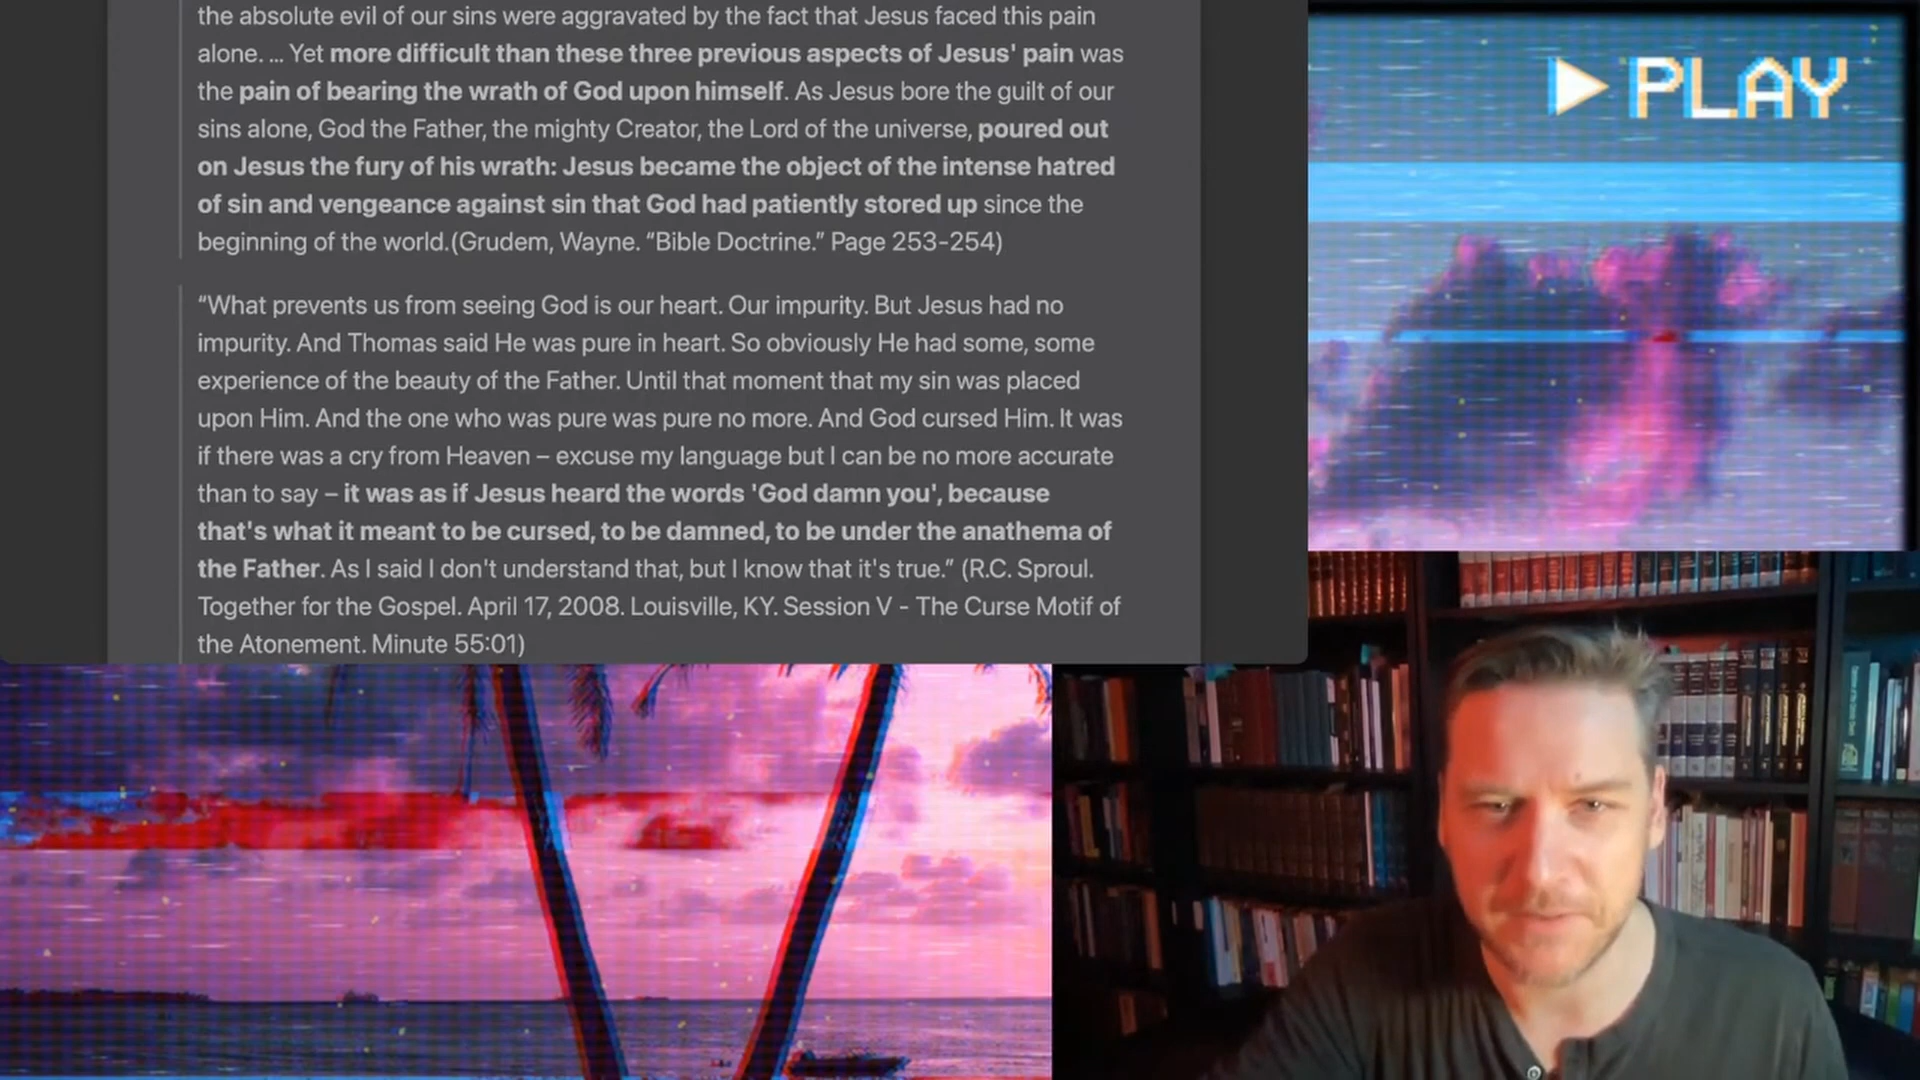 the absolute evil of our sins were aggravated by the fact that Jesus faced this pain
alone. … Yet more difficult than these three previous aspects of Jesus' pain was
the pain of bearing the wrath of God upon himself. As Jesus bore the guilt of our
sins alone, God the Father, the mighty Creator, the Lord of the universe, poured out
on Jesus the fury of his wrath: Jesus became the object of the intense hatred
of sin and vengeance against sin that God had patiently stored up since the
beginning of the world.(Grudem, Wayne. “Bible Doctrine.” Page 253-254)
“What prevents us from seeing God is our heart. Our impurity. But Jesus had no
impurity. And Thomas said He was pure in heart. So obviously He had some, some
experience of the beauty of the Father. Until that moment that my sin was placed
upon Him. And the one who was pure was pure no more. And God cursed Him. It was
if there was a cry from Heaven – excuse my language but I can be no more accurate
than to say – it was as if Jesus heard the words 'God damn you', because
that's what it meant to be cursed, to be damned, to be under the anathema of
the Father. As I said I don't understand that, but I know that it's true.” (R.C. Sproul.
Together for the Gospel. April 17, 2008. Louisville, KY. Session V - The Curse Motif of
the Atonement. Minute 55:01)
PLAY